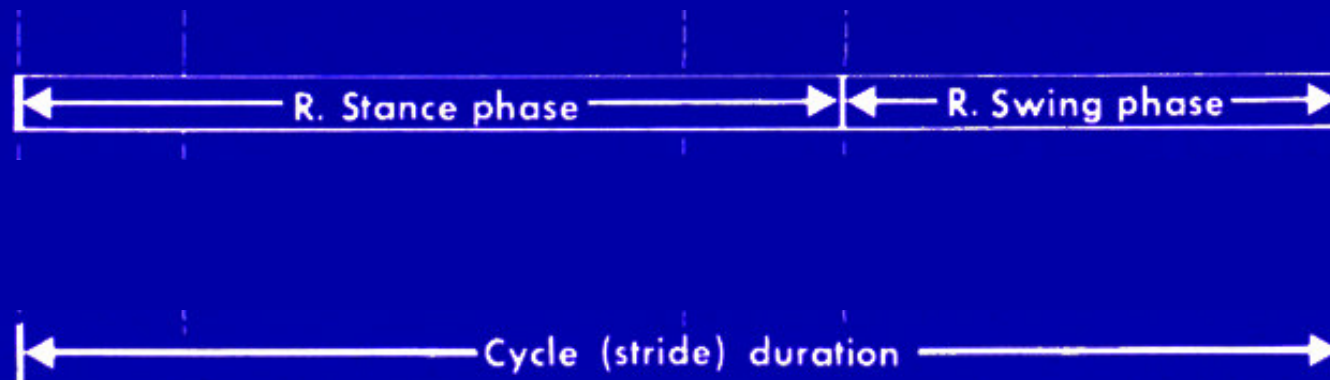 R. Stance phase R. Swing phase
Cycle (stride) duration